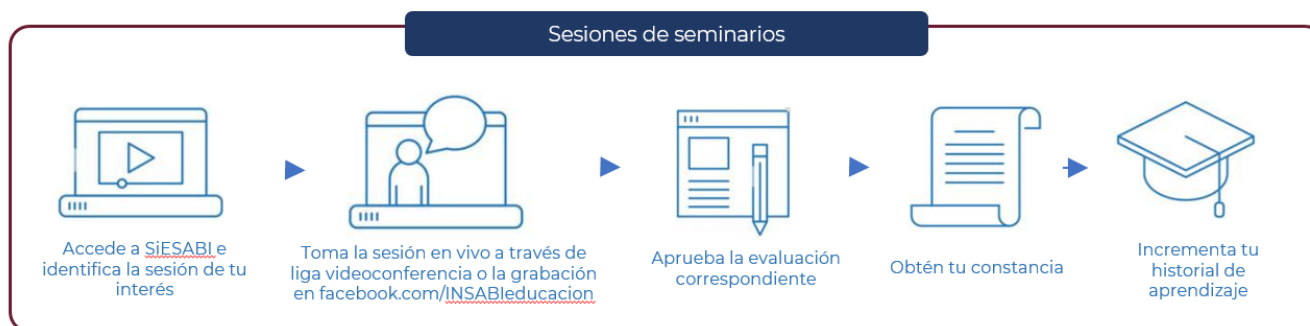 Sesiones de seminarios
Accede a SiESABI e
identifica la sesión de tu
interés
Toma la sesión en vivo a través de
liga videoconferencia o la grabación
en facebook.com/INSABIeducacion
Aprueba la evaluación
correspondiente
Obtén tu constancia
Incrementa tu
historial de
aprendizaje